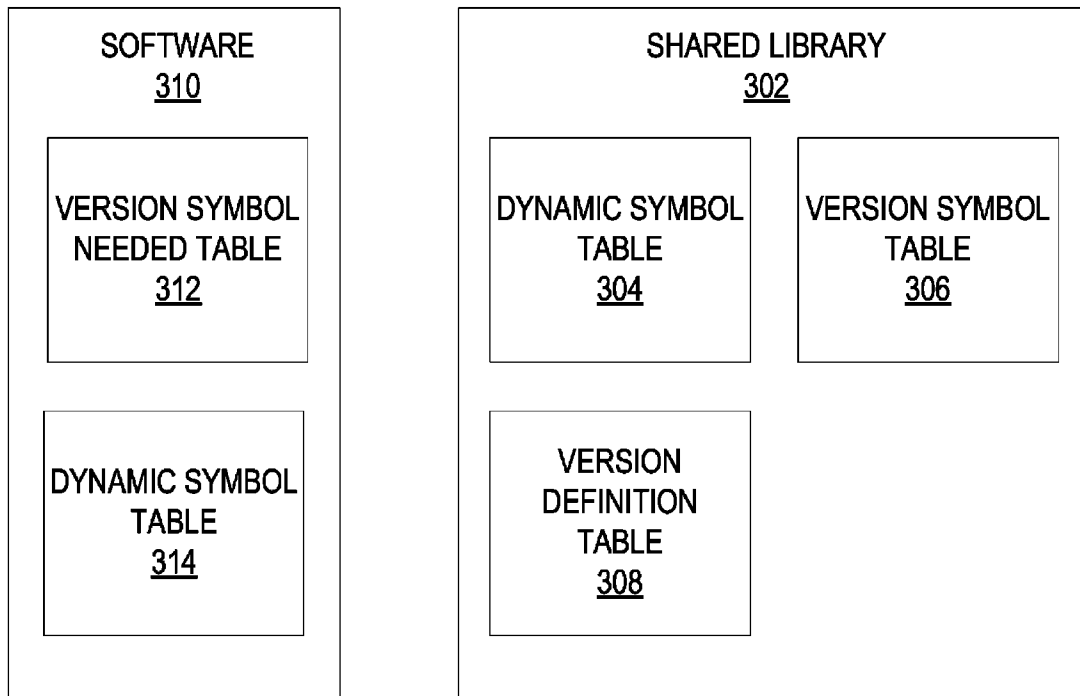 SOFTWARE
310
VERSION SYMBOL
NEEDED TABLE
312
DYNAMIC SYMBOL
TABLE
314
SHARED LIBRARY
302
DYNAMIC SYMBOL
TABLE
304
VERSION SYMBOL
TABLE
306
VERSION
DEFINITION
TABLE
308